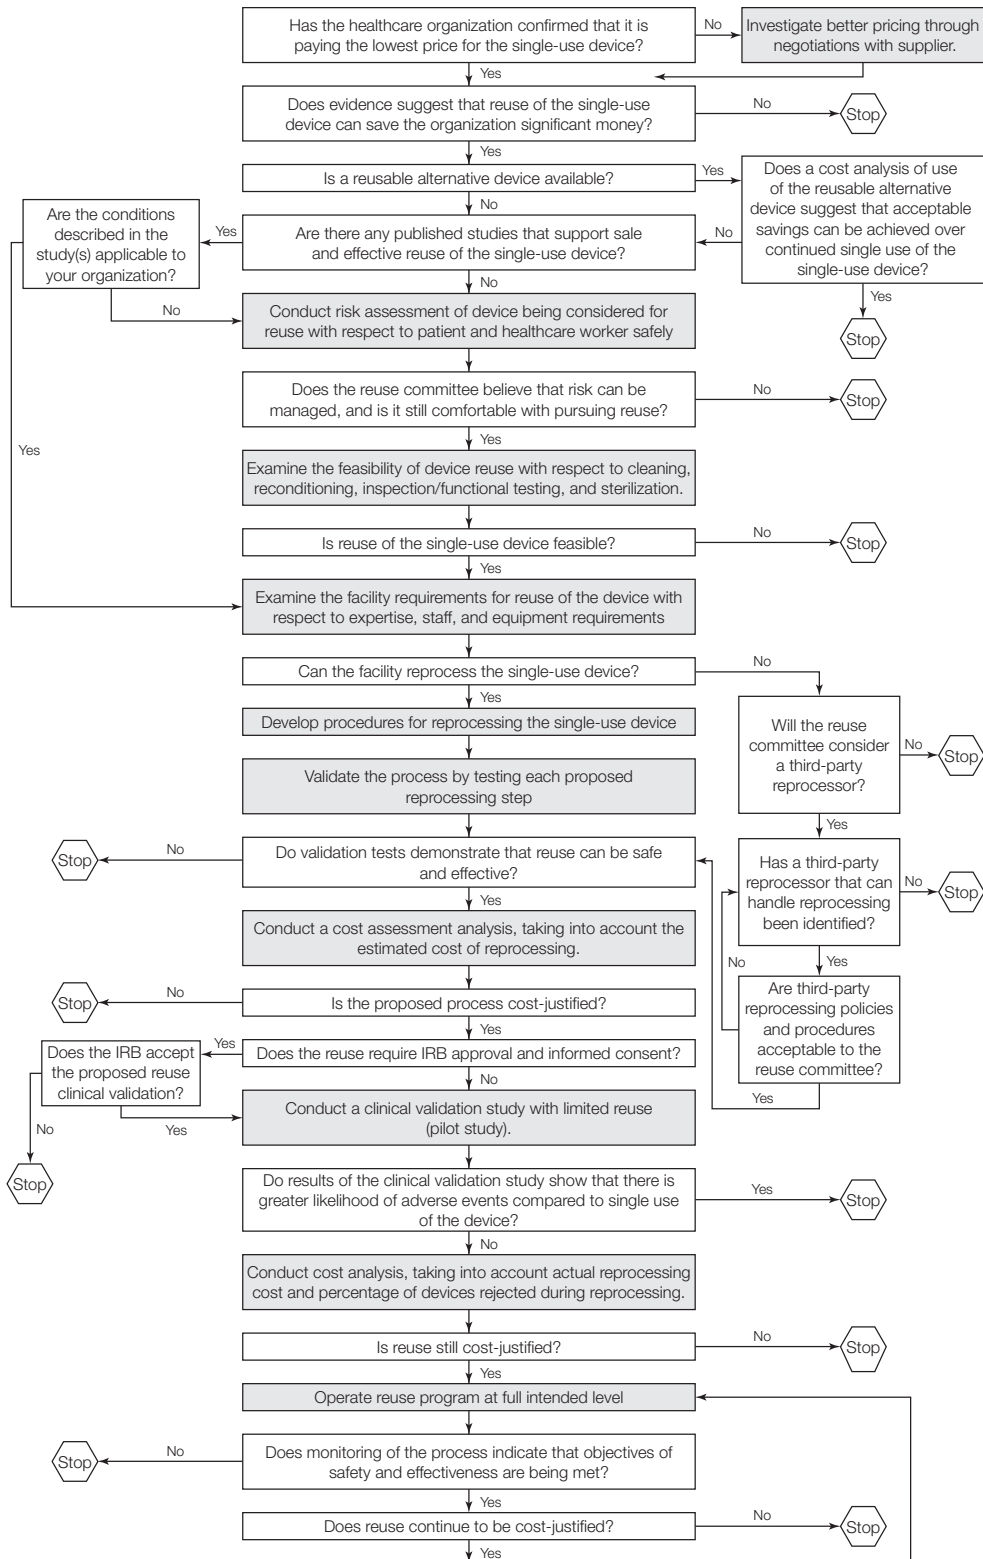 Has the healthcare organization confirmed that it is
paying the lowest price for the single-use device?
No
Investigate better pricing through
negotiations with supplier.
Yes
Does evidence suggest that reuse of the single-use
device can save the organization significant money?
No
Stop
Yes
Is a reusable alternative device available?
Yes
Does a cost analysis of use
of the reusable alternative
device suggest that acceptable
savings can be achieved over
continued single use of the
single-use device?
No
Yes
Stop
No
Are there any published studies that support sale
and effective reuse of the single-use device?
Yes
Are the conditions
described in the
study(s) applicable to
your organization?
No
Yes
No
Conduct risk assessment of device being considered for
reuse with respect to patient and healthcare worker safely
Does the reuse committee believe that risk can be
managed, and is it still comfortable with pursuing reuse?
No
Stop
Yes
Examine the feasibility of device reuse with respect to cleaning,
reconditioning, inspection/functional testing, and sterilization.
Is reuse of the single-use device feasible?
No
Stop
Yes
Examine the facility requirements for reuse of the device with
respect to expertise, staff, and equipment requirements
Can the facility reprocess the single-use device?
No
Will the reuse
committee consider
a third-party
reprocessor?
No
Stop
Yes
Has a third-party
reprocessor that can
handle reprocessing
been identified?
No
Stop
Yes
No
Are third-party
reprocessing policies
and procedures
acceptable to the
reuse committee?
Yes
Yes
Develop procedures for reprocessing the single-use device
Validate the process by testing each proposed
reprocessing step
Do validation tests demonstrate that reuse can be safe
and effective?
No
Stop
Yes
Conduct a cost assessment analysis, taking into account the
estimated cost of reprocessing.
Is the proposed process cost-justified?
No
Stop
Yes
Does the reuse require IRB approval and informed consent?
Yes
Does the IRB accept
the proposed reuse
clinical validation?
No
Stop
Yes
No
Conduct a clinical validation study with limited reuse
(pilot study).
Do results of the clinical validation study show that there is
greater likelihood of adverse events compared to single use
of the device?
Yes
Stop
No
Conduct cost analysis, taking into account actual reprocessing
cost and percentage of devices rejected during reprocessing.
Is reuse still cost-justified?
No
Stop
Yes
Operate reuse program at full intended level
Does monitoring of the process indicate that objectives of
safety and effectiveness are being met?
No
Stop
Yes
Does reuse continue to be cost-justified?
No
Stop
Yes